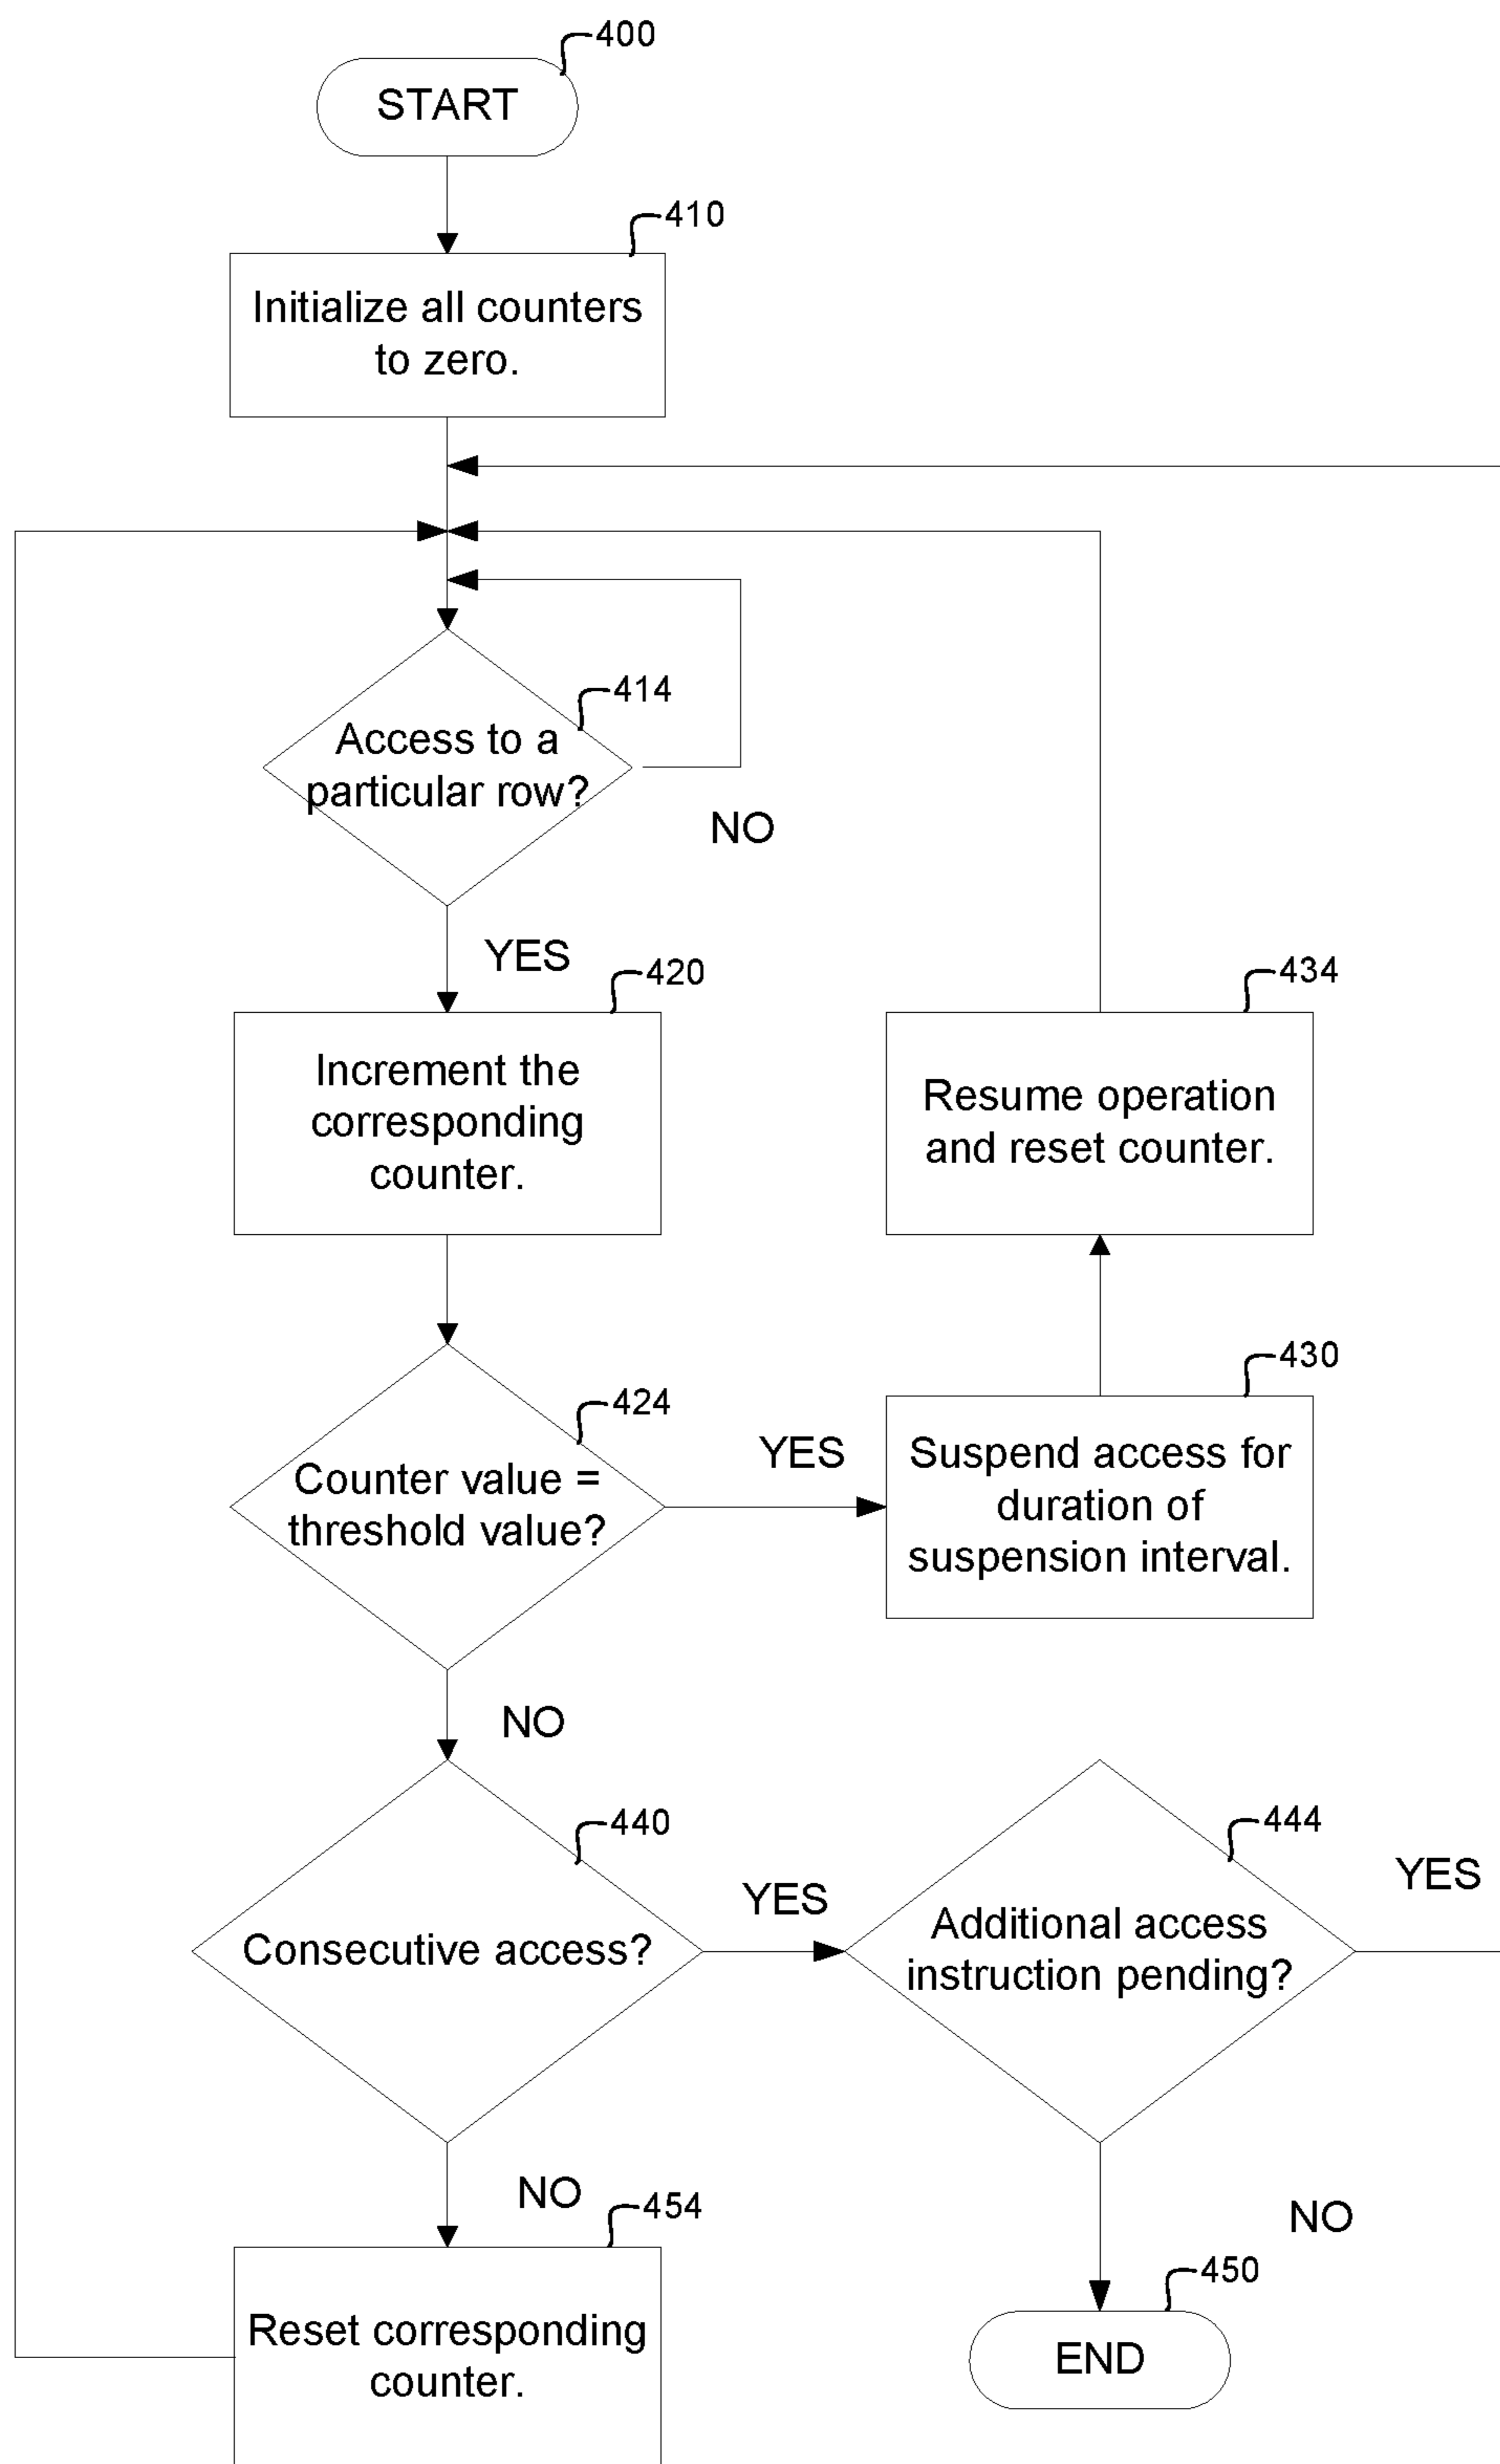 400
START
410
Initialize all counters
to zero.
414
Access to a
particular row?
NO
YES
420
Increment the
corresponding
counter.
434
Resume operation
and reset counter.
424
Counter value =
threshold value?
YES
430
Suspend access for
duration of
suspension interval.
NO
440
Consecutive access?
YES
444
Additional access
instruction pending?
YES
NO
454
Reset corresponding
counter.
NO
450
END